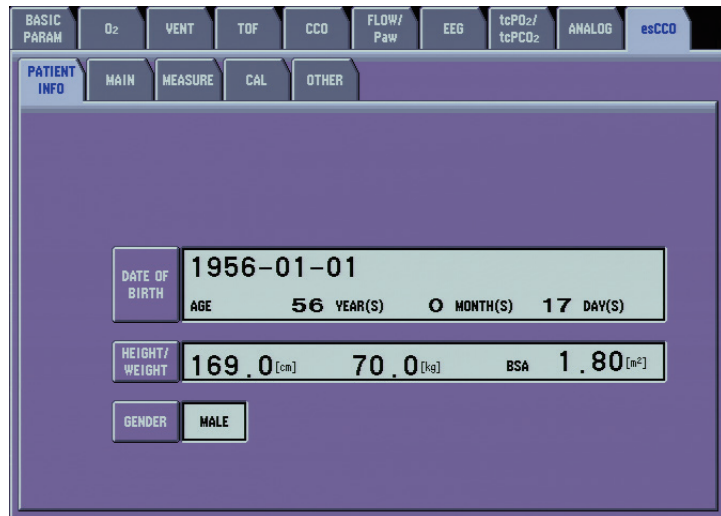 BASIC PARAM O2 VENT TOF CCO FLOW/ Paw EEG tcPO2/ tcPCO2 ANALOG esCCO
PATIENT INFO MAIN MEASURE CAL OTHER
DATE OF BIRTH 1956-01-01
AGE 56 YEAR(S) 0 MONTH(S) 17 DAY(S)
HEIGHT/ WEIGHT 169.0[cm] 70.0[kg] BSA 1.80[m²]
GENDER MALE